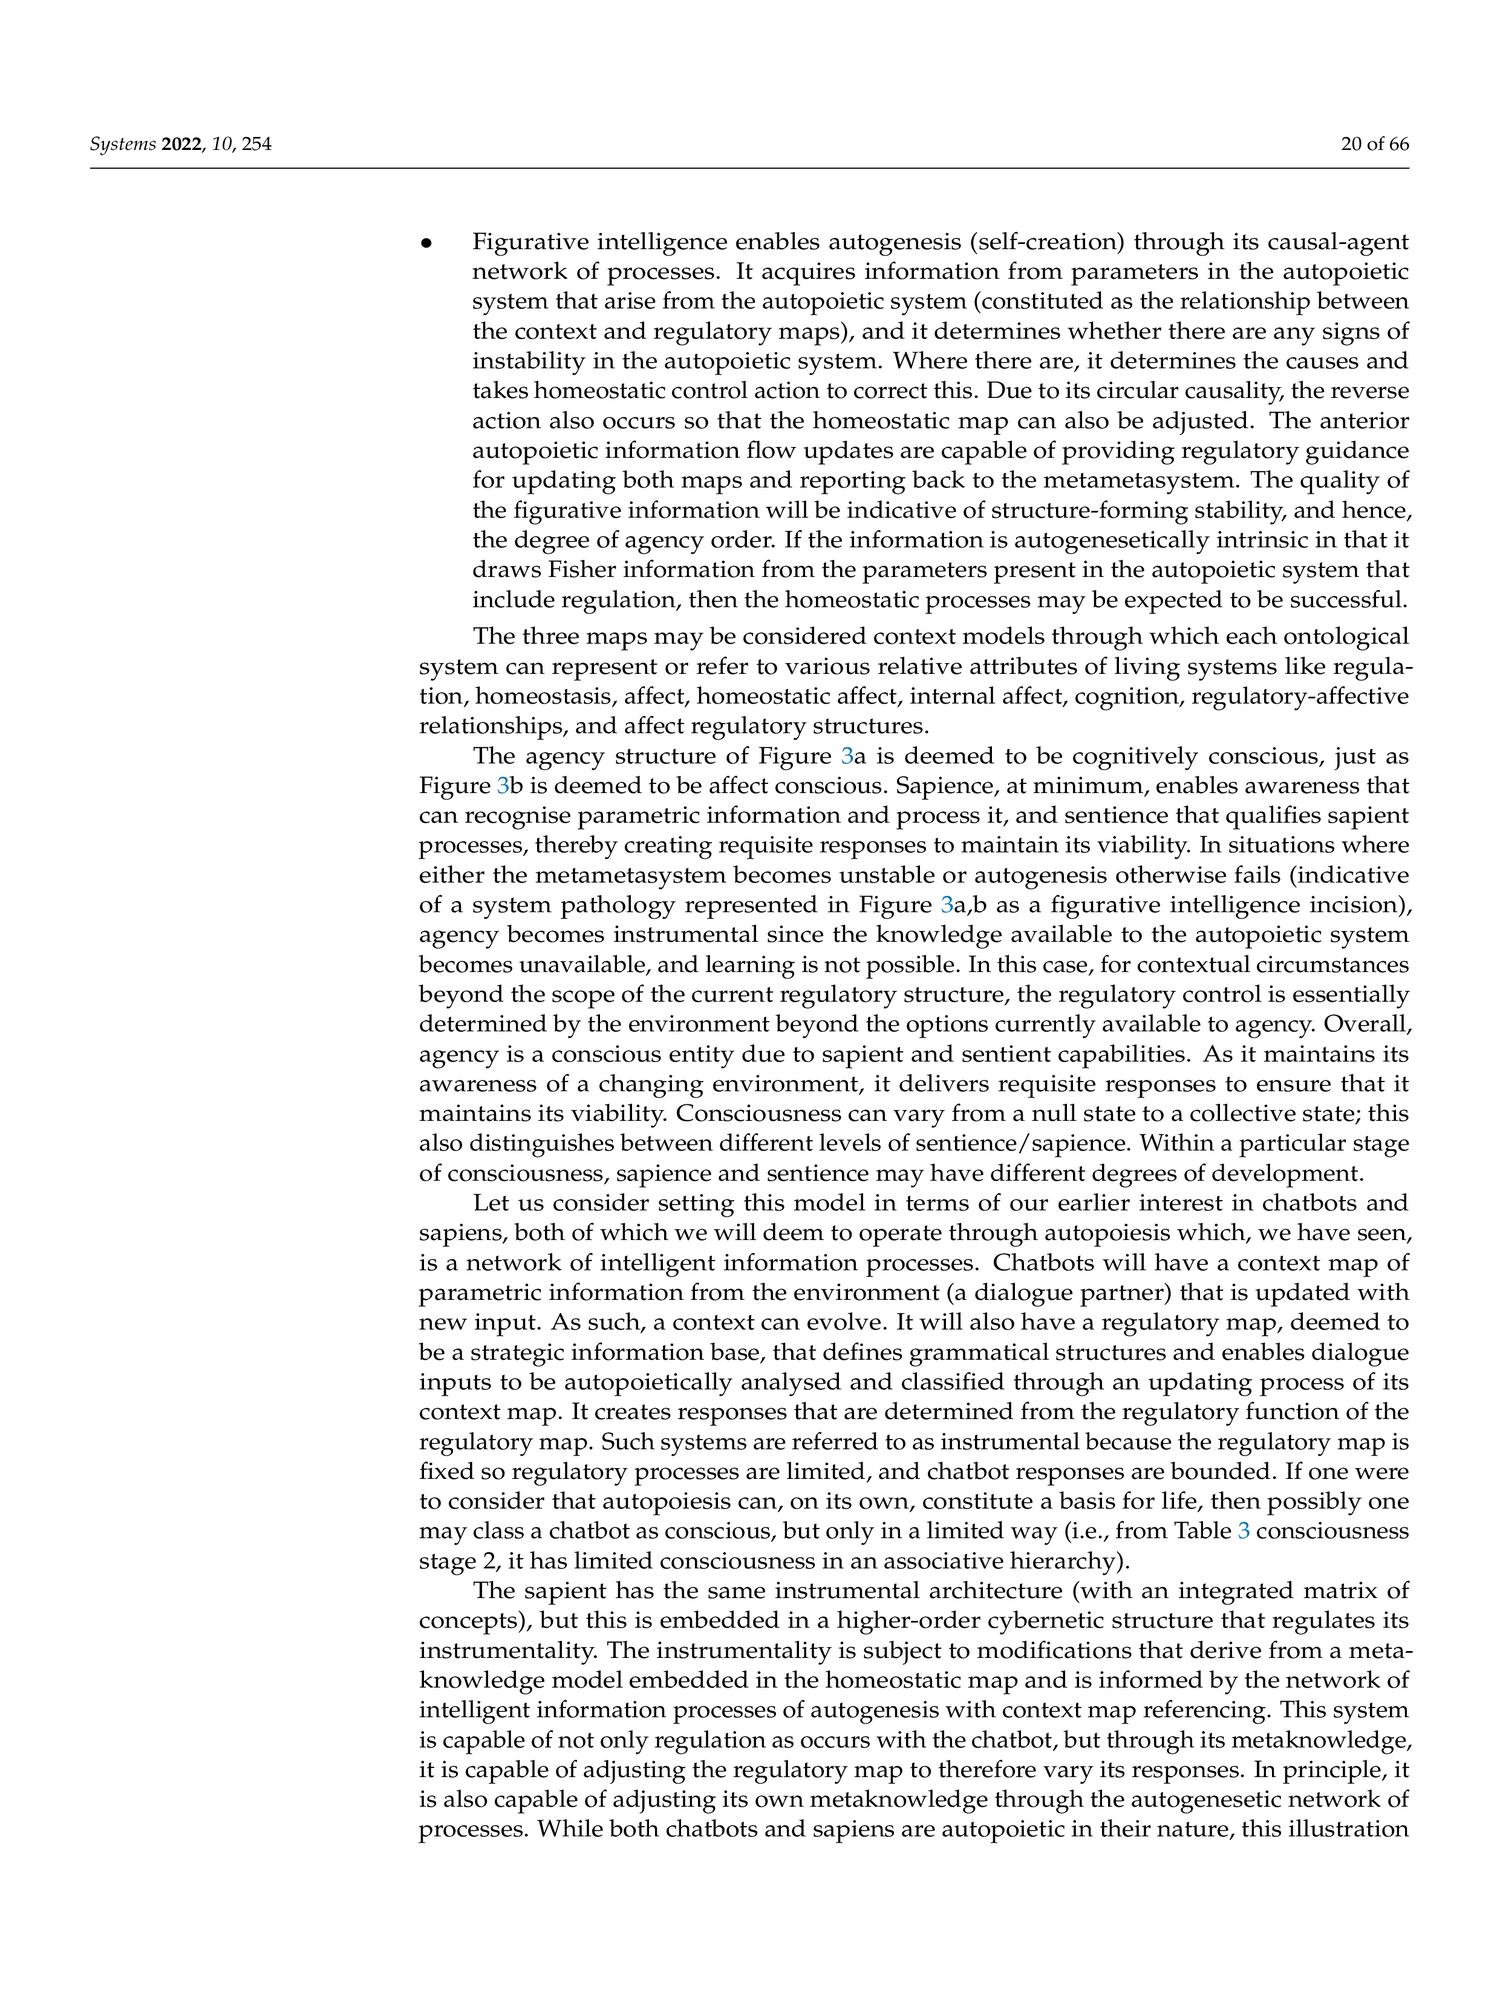 Systems 2022, 10, 254
20 of 66
• Figurative intelligence enables autogenesis (self-creation) through its causal-agent
network of processes. It acquires information from parameters in the autopoietic
system that arise from the autopoietic system (constituted as the relationship between
the context and regulatory maps), and it determines whether there are any signs of
instability in the autopoietic system. Where there are, it determines the causes and
takes homeostatic control action to correct this. Due to its circular causality, the reverse
action also occurs so that the homeostatic map can also be adjusted. The anterior
autopoietic information flow updates are capable of providing regulatory guidance
for updating both maps and reporting back to the metametasystem. The quality of
the figurative information will be indicative of structure-forming stability, and hence,
the degree of agency order. If the information is autogenesetically intrinsic in that it
draws Fisher information from the parameters present in the autopoietic system that
include regulation, then the homeostatic processes may be expected to be successful.
The three maps may be considered context models through which each ontological
system can represent or refer to various relative attributes of living systems like regula-
tion, homeostasis, affect, homeostatic affect, internal affect, cognition, regulatory-affective
relationships, and affect regulatory structures.
The agency structure of Figure 3a is deemed to be cognitively conscious, just as
Figure 3b is deemed to be affect conscious. Sapience, at minimum, enables awareness that
can recognise parametric information and process it, and sentience that qualifies sapient
processes, thereby creating requisite responses to maintain its viability. In situations where
either the metametasystem becomes unstable or autogenesis otherwise fails (indicative
of a system pathology represented in Figure 3a,b as a figurative intelligence incision),
agency becomes instrumental since the knowledge available to the autopoietic system
becomes unavailable, and learning is not possible. In this case, for contextual circumstances
beyond the scope of the current regulatory structure, the regulatory control is essentially
determined by the environment beyond the options currently available to agency. Overall,
agency is a conscious entity due to sapient and sentient capabilities. As it maintains its
awareness of a changing environment, it delivers requisite responses to ensure that it
maintains its viability. Consciousness can vary from a null state to a collective state; this
also distinguishes between different levels of sentience/sapience. Within a particular stage
of consciousness, sapience and sentience may have different degrees of development.
Let us consider setting this model in terms of our earlier interest in chatbots and
sapiens, both of which we will deem to operate through autopoiesis which, we have seen,
is a network of intelligent information processes. Chatbots will have a context map of
parametric information from the environment (a dialogue partner) that is updated with
new input. As such, a context can evolve. It will also have a regulatory map, deemed to
be a strategic information base, that defines grammatical structures and enables dialogue
inputs to be autopoietically analysed and classified through an updating process of its
context map. It creates responses that are determined from the regulatory function of the
regulatory map. Such systems are referred to as instrumental because the regulatory map is
fixed so regulatory processes are limited, and chatbot responses are bounded. If one were
to consider that autopoiesis can, on its own, constitute a basis for life, then possibly one
may class a chatbot as conscious, but only in a limited way (i.e., from Table 3 consciousness
stage 2, it has limited consciousness in an associative hierarchy).
The sapient has the same instrumental architecture (with an integrated matrix of
concepts), but this is embedded in a higher-order cybernetic structure that regulates its
instrumentality. The instrumentality is subject to modifications that derive from a meta-
knowledge model embedded in the homeostatic map and is informed by the network of
intelligent information processes of autogenesis with context map referencing. This system
is capable of not only regulation as occurs with the chatbot, but through its metaknowledge,
it is capable of adjusting the regulatory map to therefore vary its responses. In principle, it
is also capable of adjusting its own metaknowledge through the autogenesetic network of
processes. While both chatbots and sapiens are autopoietic in their nature, this illustration